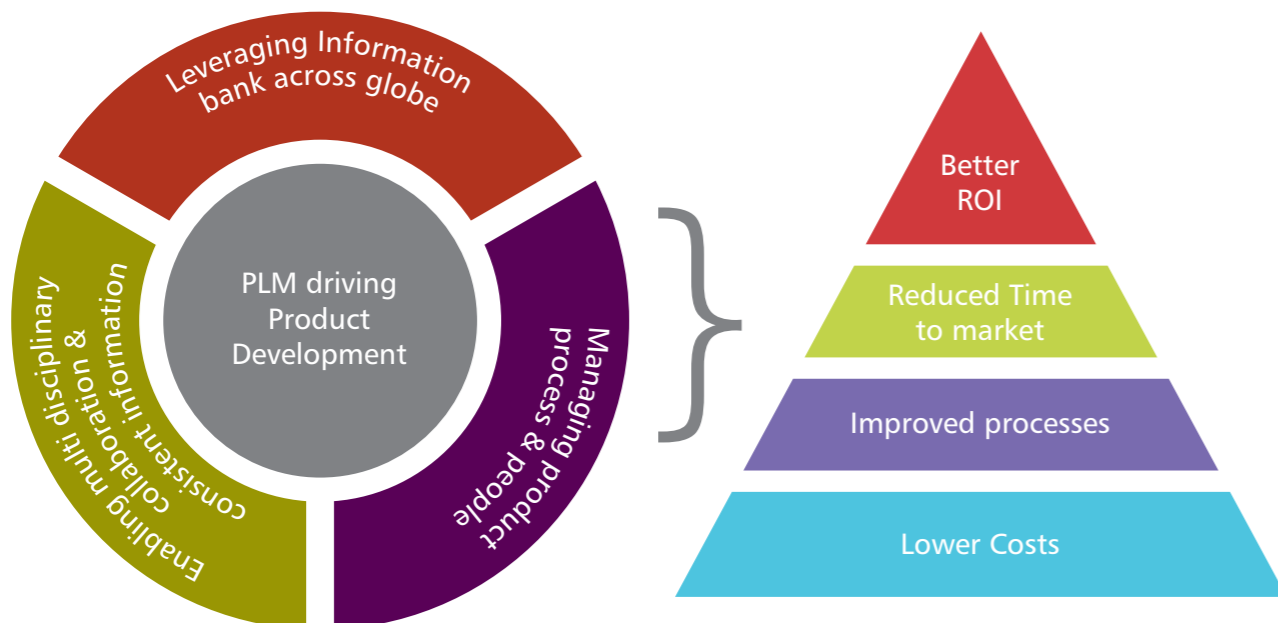 Leveraging Information
bank across globe
PLM driving
Product
Development
Enabling multi disciplinary
collaboration &
consistent information
Managing product
process & people
Better
ROI
Reduced Time
to market
Improved processes
Lower Costs